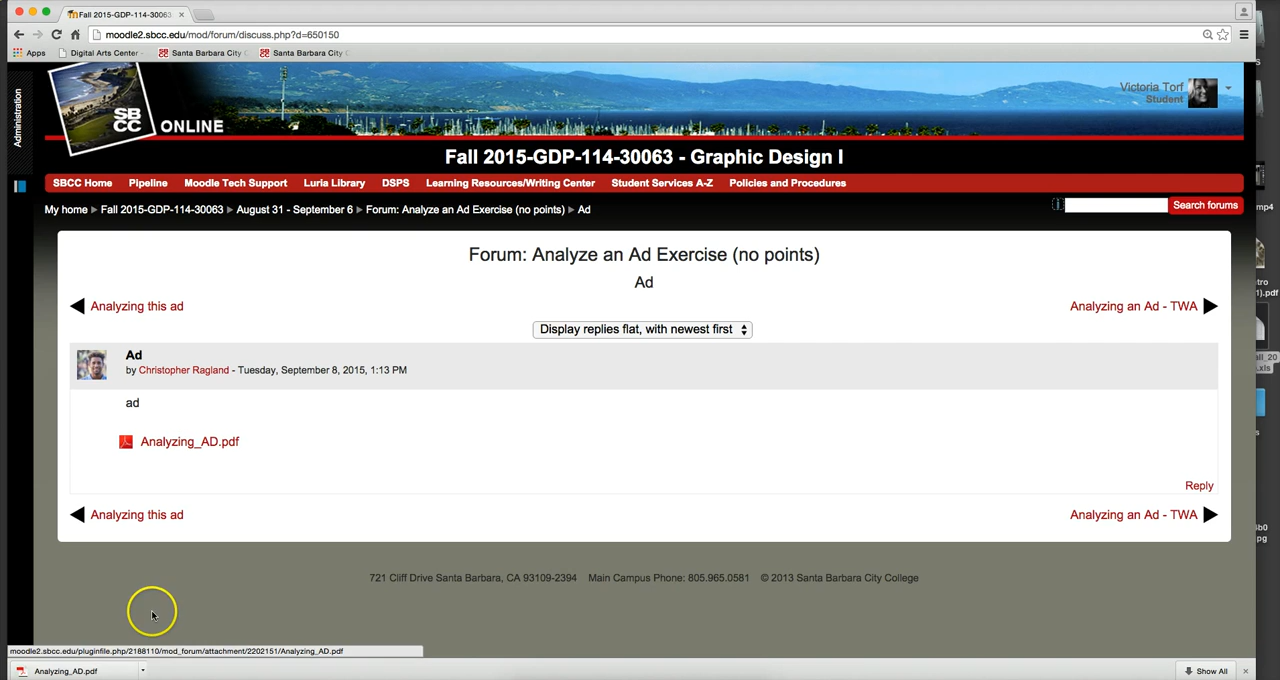 Fall 2015-GDP-114-30063
moodle2.sbcc.edu/mod/forum/discuss.php?d=650150
Apps Digital Arts Center - Santa Barbara City Santa Barbara City
Administration
SB
CC ONLINE
Victoria Torf
Student
Fall 2015-GDP-114-30063 - Graphic Design I
SBCC Home Pipeline Moodle Tech Support Luria Library DSPS Learning Resources/Writing Center Student Services A-Z Policies and Procedures
My home Fall 2015-GDP-114-30063 August 31 - September 6 Forum: Analyze an Ad Exercise (no points) Ad
Search forums
Forum: Analyze an Ad Exercise (no points)
Ad
Analyzing this ad Analyzing an Ad - TWA
Display replies flat, with newest first
Ad
by Christopher Ragland - Tuesday, September 8, 2015, 1:13 PM
ad
Analyzing_AD.pdf
Reply
Analyzing this ad Analyzing an Ad - TWA
721 Cliff Drive Santa Barbara, CA 93109-2394 Main Campus Phone: 805.965.0581 © 2013 Santa Barbara City College
moodle2.sbcc.edu/pluginfile.php/2188110/mod_forum/attachment/2202151/Analyzing_AD.pdf
Analyzing_AD.pdf Show All